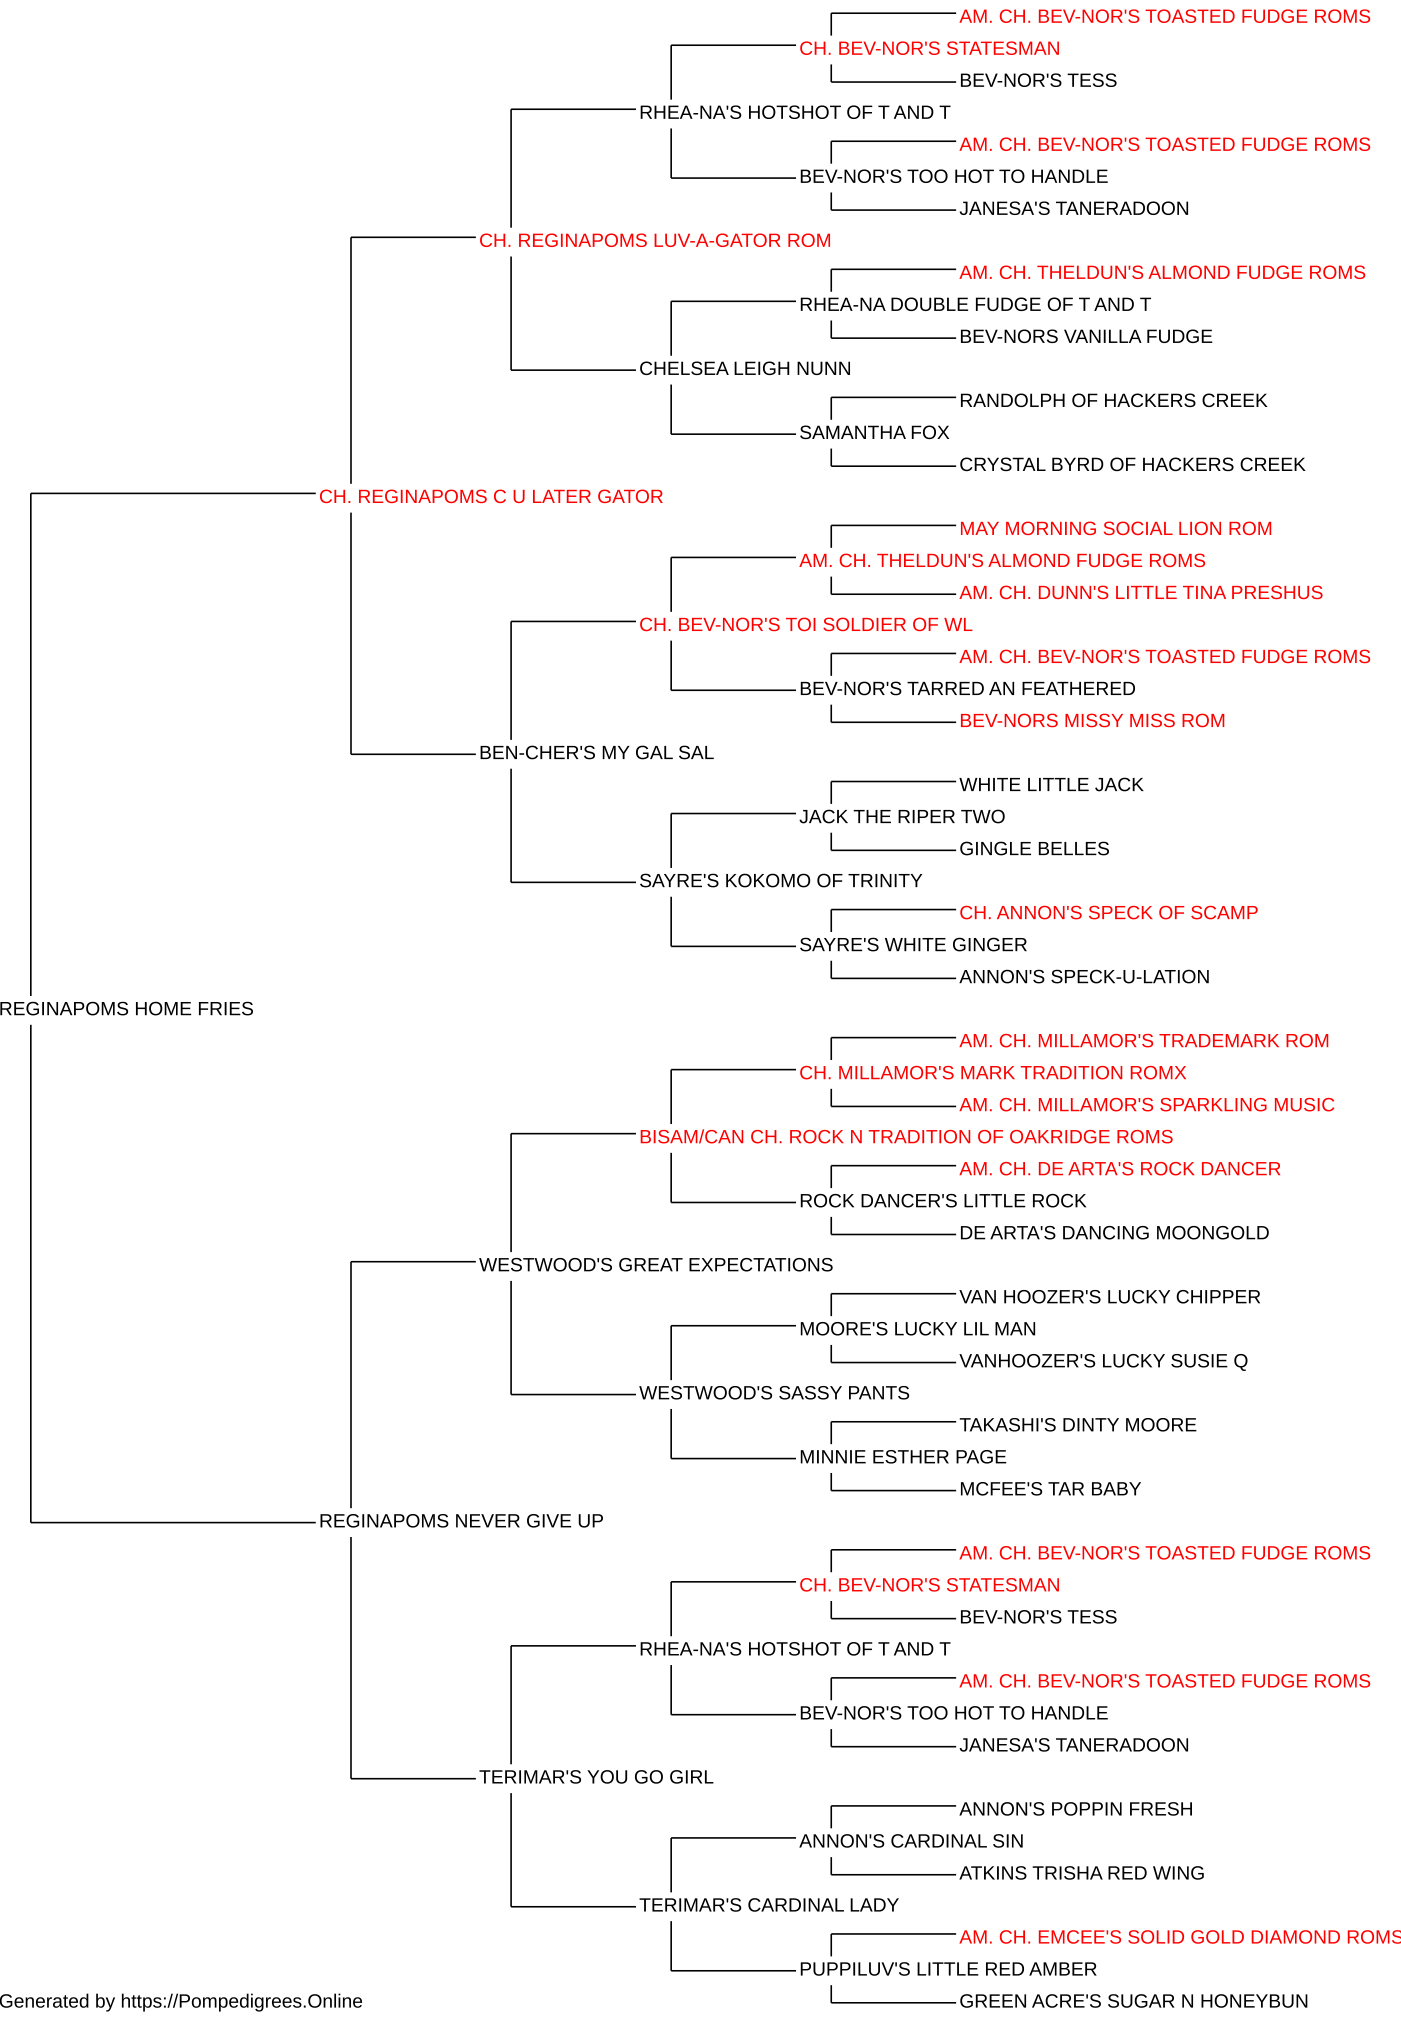 AM. CH. BEV-NOR'S TOASTED FUDGE ROMS
CH. BEV-NOR'S STATESMAN
BEV-NOR'S TESS
RHEA-NA'S HOTSHOT OF T AND T
AM. CH. BEV-NOR'S TOASTED FUDGE ROMS
BEV-NOR'S TOO HOT TO HANDLE
JANESA'S TANERADOON
CH. REGINAPOMS LUV-A-GATOR ROM
AM. CH. THELDUN'S ALMOND FUDGE ROMS
RHEA-NA DOUBLE FUDGE OF T AND T
BEV-NORS VANILLA FUDGE
CHELSEA LEIGH NUNN
RANDOLPH OF HACKERS CREEK
SAMANTHA FOX
CRYSTAL BYRD OF HACKERS CREEK
CH. REGINAPOMS C U LATER GATOR
MAY MORNING SOCIAL LION ROM
AM. CH. THELDUN'S ALMOND FUDGE ROMS
AM. CH. DUNN'S LITTLE TINA PRESHUS
CH. BEV-NOR'S TOI SOLDIER OF WL
AM. CH. BEV-NOR'S TOASTED FUDGE ROMS
BEV-NOR'S TARRED AN FEATHERED
BEV-NORS MISSY MISS ROM
BEN-CHER'S MY GAL SAL
WHITE LITTLE JACK
JACK THE RIPER TWO
GINGLE BELLES
SAYRE'S KOKOMO OF TRINITY
CH. ANNON'S SPECK OF SCAMP
SAYRE'S WHITE GINGER
ANNON'S SPECK-U-LATION
REGINAPOMS HOME FRIES
AM. CH. MILLAMOR'S TRADEMARK ROM
CH. MILLAMOR'S MARK TRADITION ROMX
AM. CH. MILLAMOR'S SPARKLING MUSIC
BISAM/CAN CH. ROCK N TRADITION OF OAKRIDGE ROMS
AM. CH. DE ARTA'S ROCK DANCER
ROCK DANCER'S LITTLE ROCK
DE ARTA'S DANCING MOONGOLD
WESTWOOD'S GREAT EXPECTATIONS
VAN HOOZER'S LUCKY CHIPPER
MOORE'S LUCKY LIL MAN
VANHOOZER'S LUCKY SUSIE Q
WESTWOOD'S SASSY PANTS
TAKASHI'S DINTY MOORE
MINNIE ESTHER PAGE
MCFEE'S TAR BABY
REGINAPOMS NEVER GIVE UP
AM. CH. BEV-NOR'S TOASTED FUDGE ROMS
CH. BEV-NOR'S STATESMAN
BEV-NOR'S TESS
RHEA-NA'S HOTSHOT OF T AND T
AM. CH. BEV-NOR'S TOASTED FUDGE ROMS
BEV-NOR'S TOO HOT TO HANDLE
JANESA'S TANERADOON
TERIMAR'S YOU GO GIRL
ANNON'S POPPIN FRESH
ANNON'S CARDINAL SIN
ATKINS TRISHA RED WING
TERIMAR'S CARDINAL LADY
AM. CH. EMCEE'S SOLID GOLD DIAMOND ROMS
PUPPILUV'S LITTLE RED AMBER
GREEN ACRE'S SUGAR N HONEYBUN
Generated by https://Pompedigrees.Online